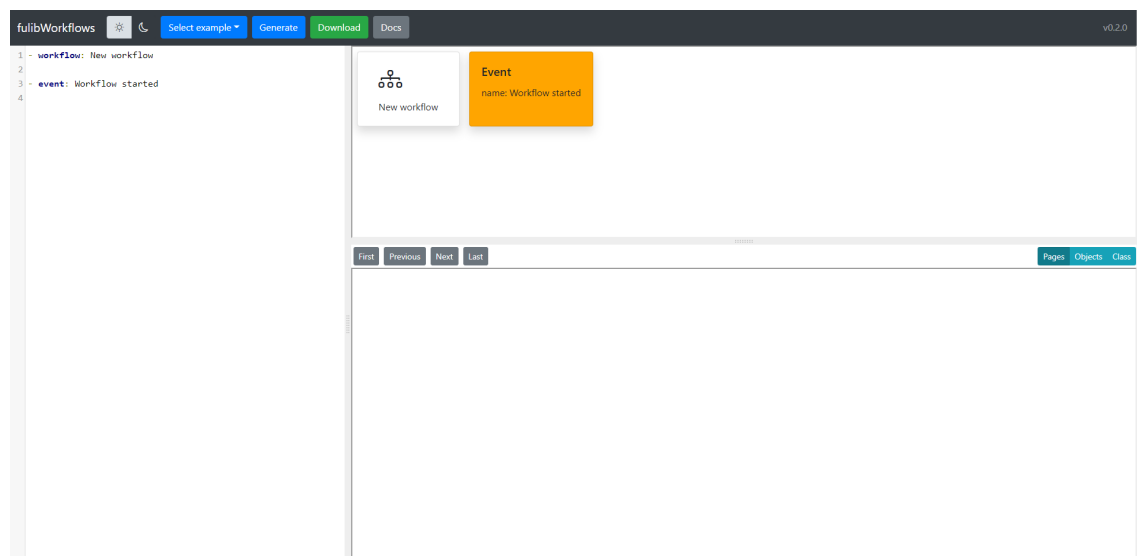 fulibWorkflows Select example Generate Download Docs v0.2.0
1 - workflow: New workflow
2
3 - event: Workflow started
4
New workflow
Event
name: Workflow started
First Previous Next Last Pages Objects Class